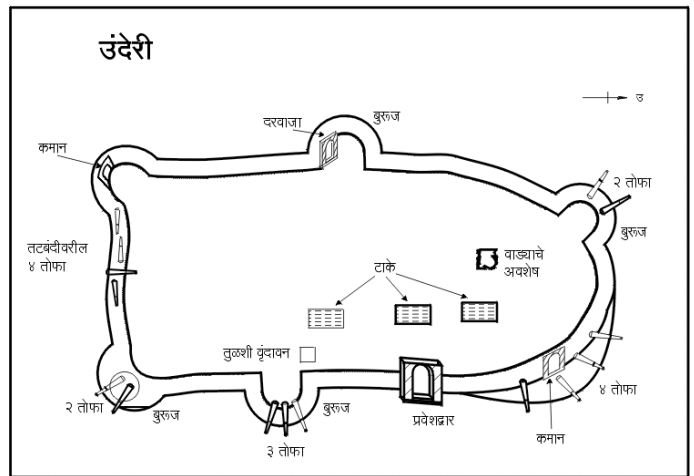 उंदेरी
उ
दरवाजा
बुरूज
कमान
२ तोफा
बुरूज
तटबंदीवरील
४ तोफा
वाड्याचे
अवशेष
टाके
तुळशी वृंदावन
२ तोफा
बुरूज
३ तोफा
बुरूज
प्रवेशद्वार
४ तोफा
कमान